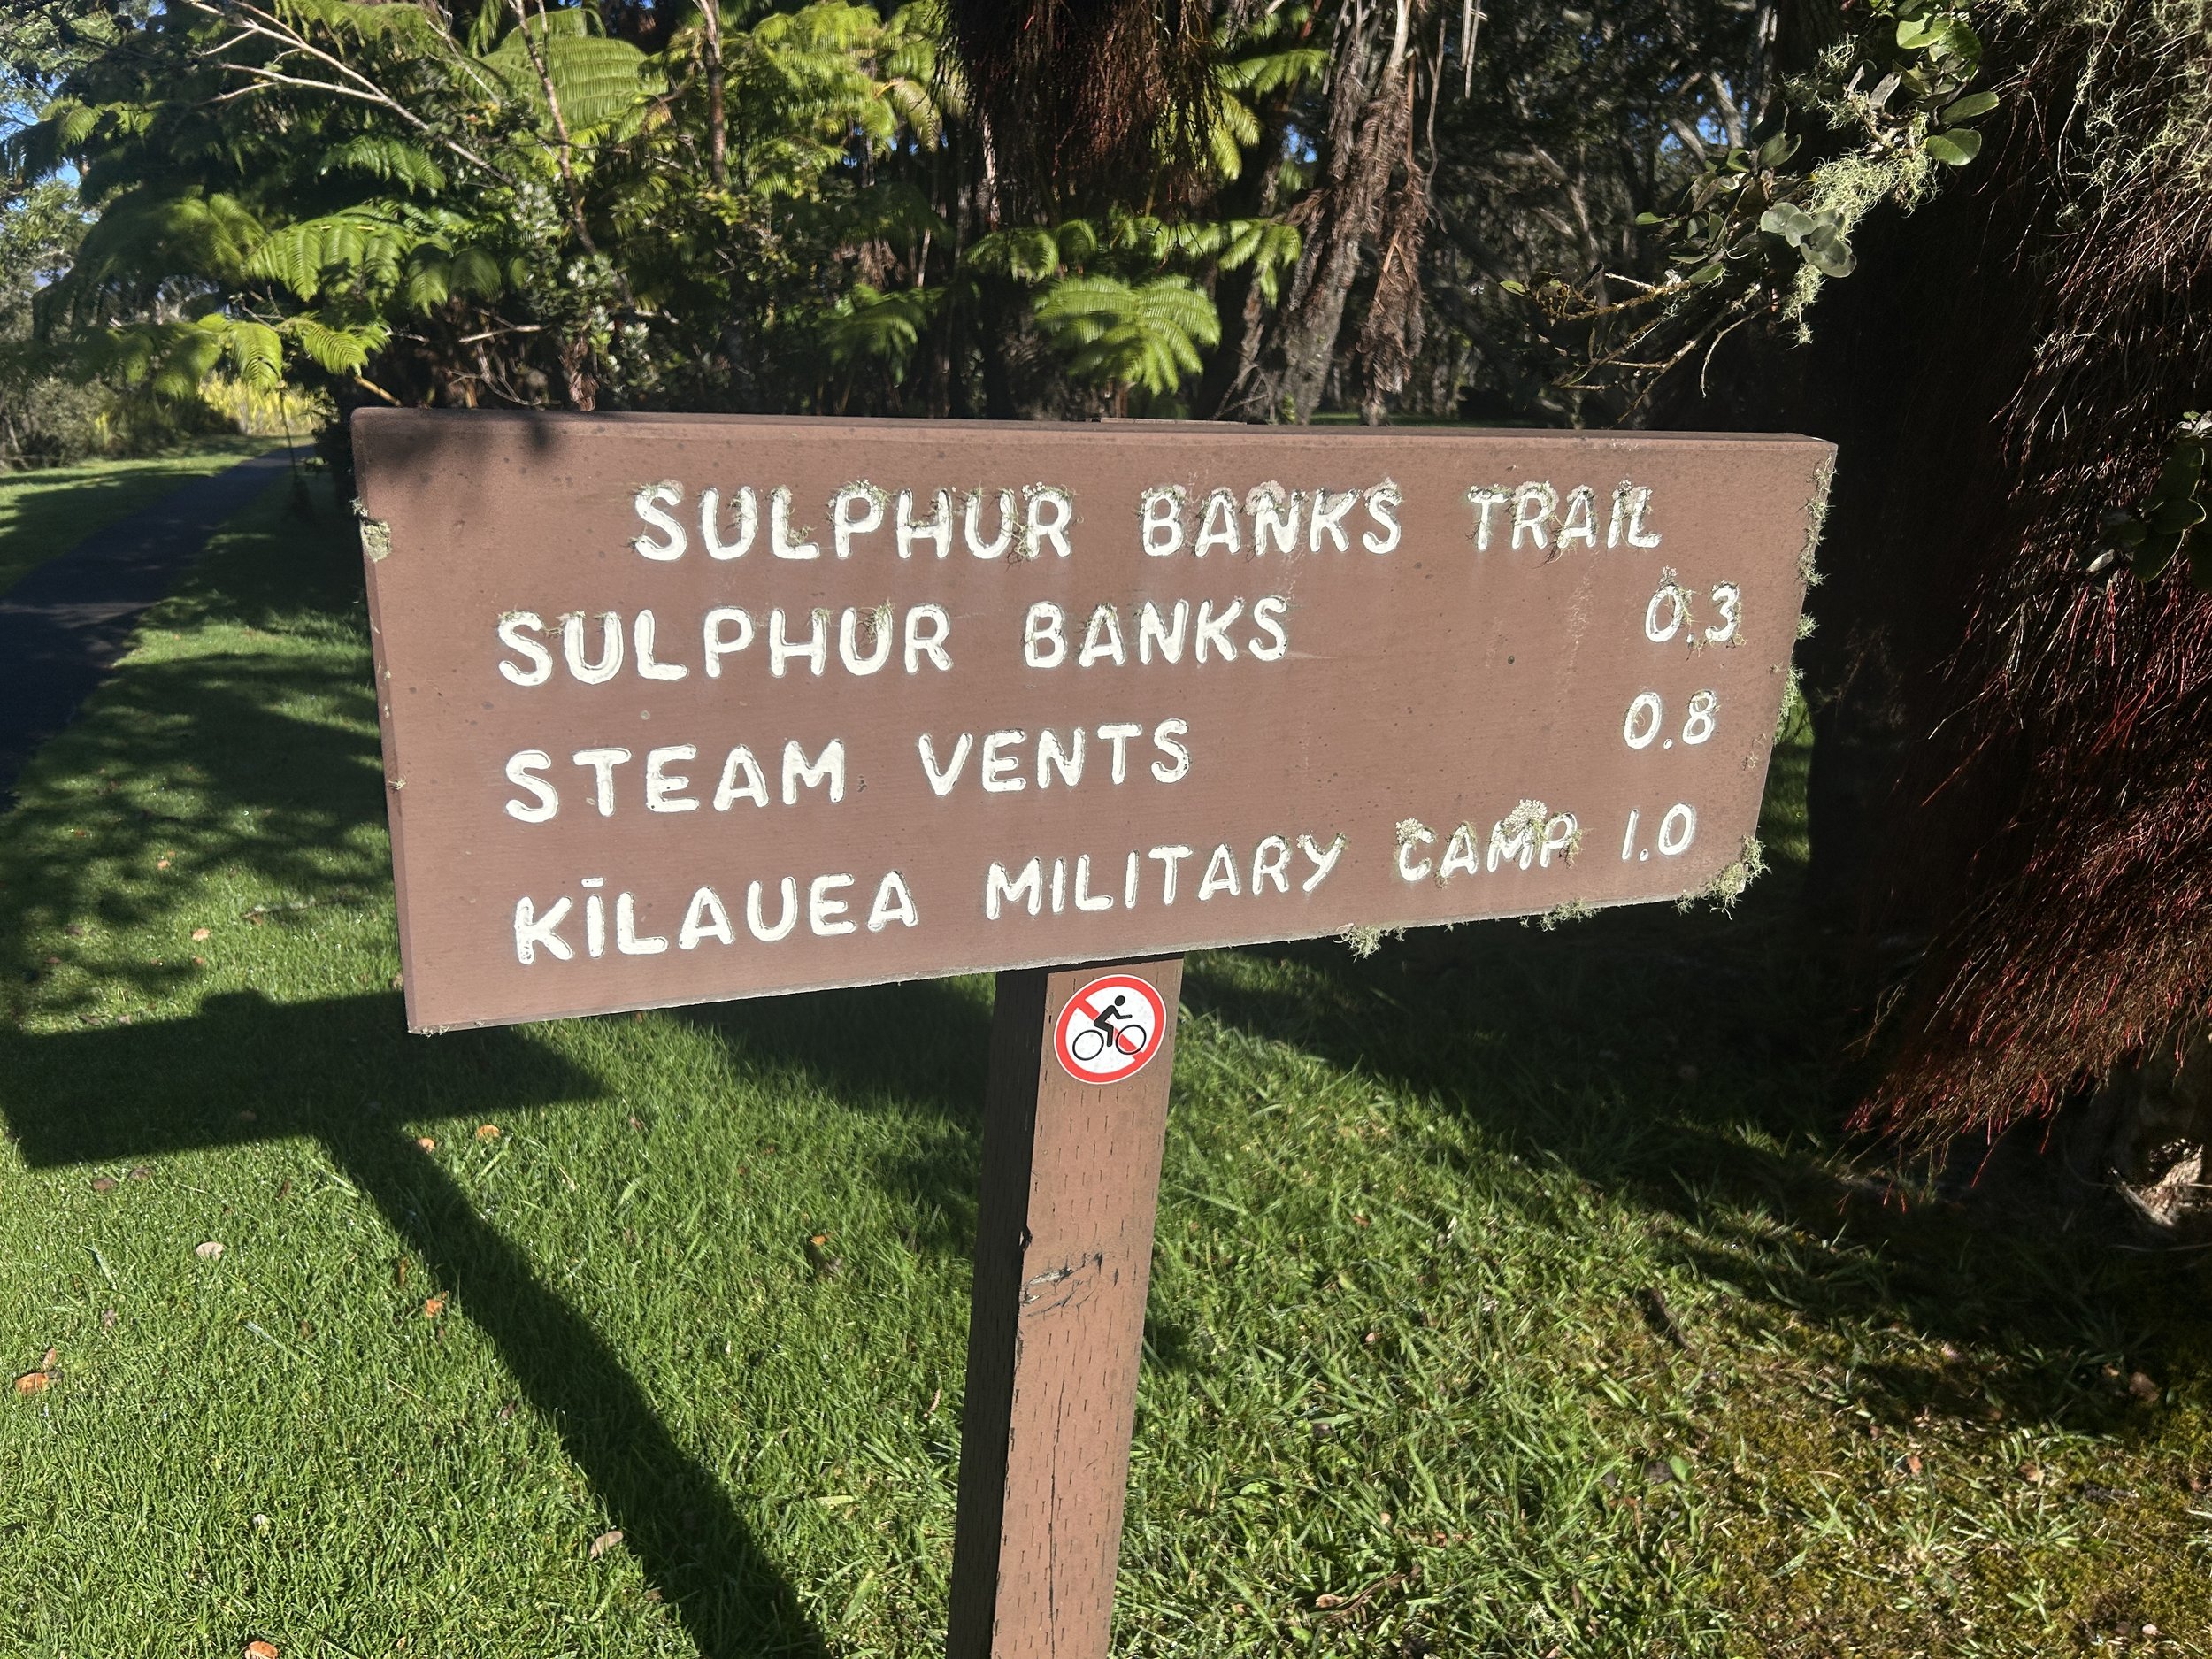 SULPHUR BANKS TRAIL
SULPHUR BANKS 0.3
STEAM VENTS 0.8
KĪLAUEA MILITARY CAMP 1.0